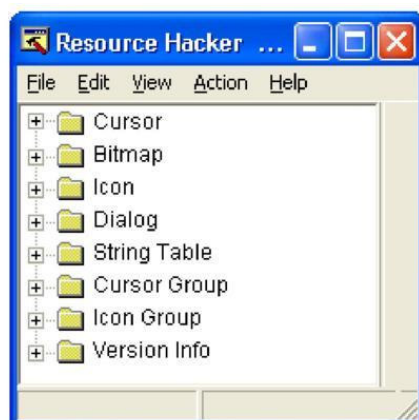 Resource Hacker ...
File Edit View Action Help
Cursor
Bitmap
Icon
Dialog
String Table
Cursor Group
Icon Group
Version Info